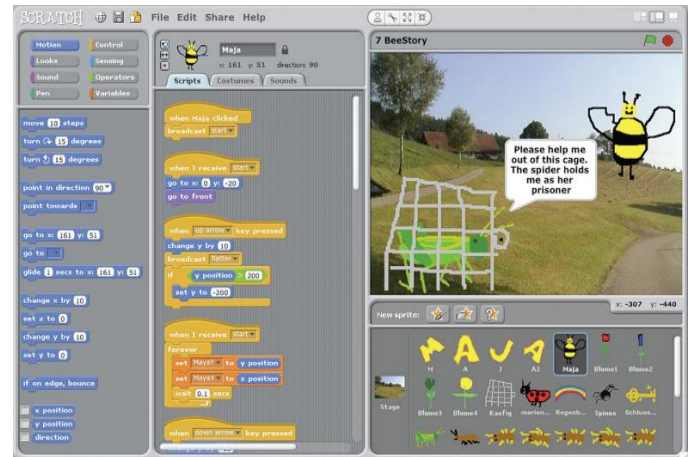 SCRATCH File Edit Share Help
Motion Control
Looks Sensing
Sound Operators
Pen Variables
move 10 steps
turn 15 degrees
turn 15 degrees
point in direction 90
point towards
go to x: 161 y: 51
go to
glide 1 secs to x: 161 y: 51
change x by 10
set x to 0
change y by 10
set y to 0
if on edge, bounce
x position
y position
direction
Maja
x: 161 y: 51 direction: 90
Scripts Costumes Sounds
when Maja clicked
broadcast start
when I receive start
go to x: 0 y: -20
go to front
when up arrow key pressed
change y by 10
broadcast flatter
if y position > 200
set y to -200
when I receive start
forever
set MayaY to y position
set MayaX to x position
wait 0.1 secs
when down arrow key pressed
7 BeeStory
Please help me
out of this cage.
The spider holds
me as her
prisoner
x: -307 y: -440
New sprite:
Stage
M A J A2 Maja Blume1 Blume2
Blume3 Blume4 Kaefig marien... Regenb... Spinne Schluss...